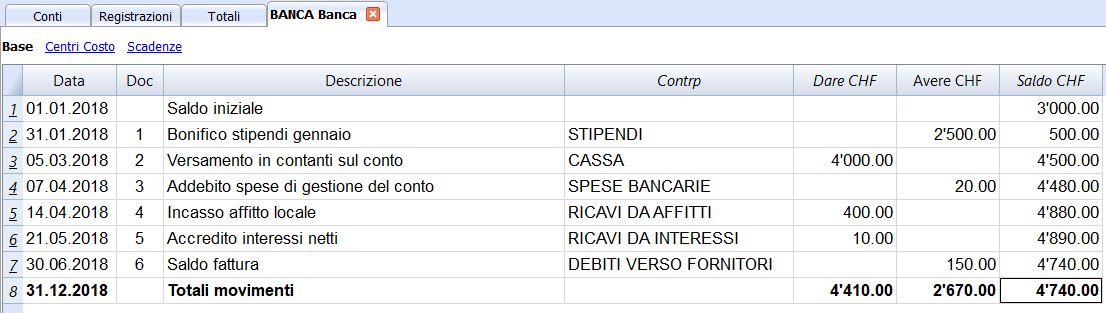 Conti Registrazioni Totali BANCA Banca
Base Centri Costo Scadenze
Data Doc Descrizione Contrp Dare CHF Avere CHF Saldo CHF
1 01.01.2018 Saldo iniziale 3'000.00
2 31.01.2018 1 Bonifico stipendi gennaio STIPENDI 2'500.00 500.00
3 05.03.2018 2 Versamento in contanti sul conto CASSA 4'000.00 4'500.00
4 07.04.2018 3 Addebito spese di gestione del conto SPESE BANCARIE 20.00 4'480.00
5 14.04.2018 4 Incasso affitto locale RICAVI DA AFFITTI 400.00 4'880.00
6 21.05.2018 5 Accredito interessi netti RICAVI DA INTERESSI 10.00 4'890.00
7 30.06.2018 6 Saldo fattura DEBITI VERSO FORNITORI 150.00 4'740.00
8 31.12.2018 Totali movimenti 4'410.00 2'670.00 4'740.00